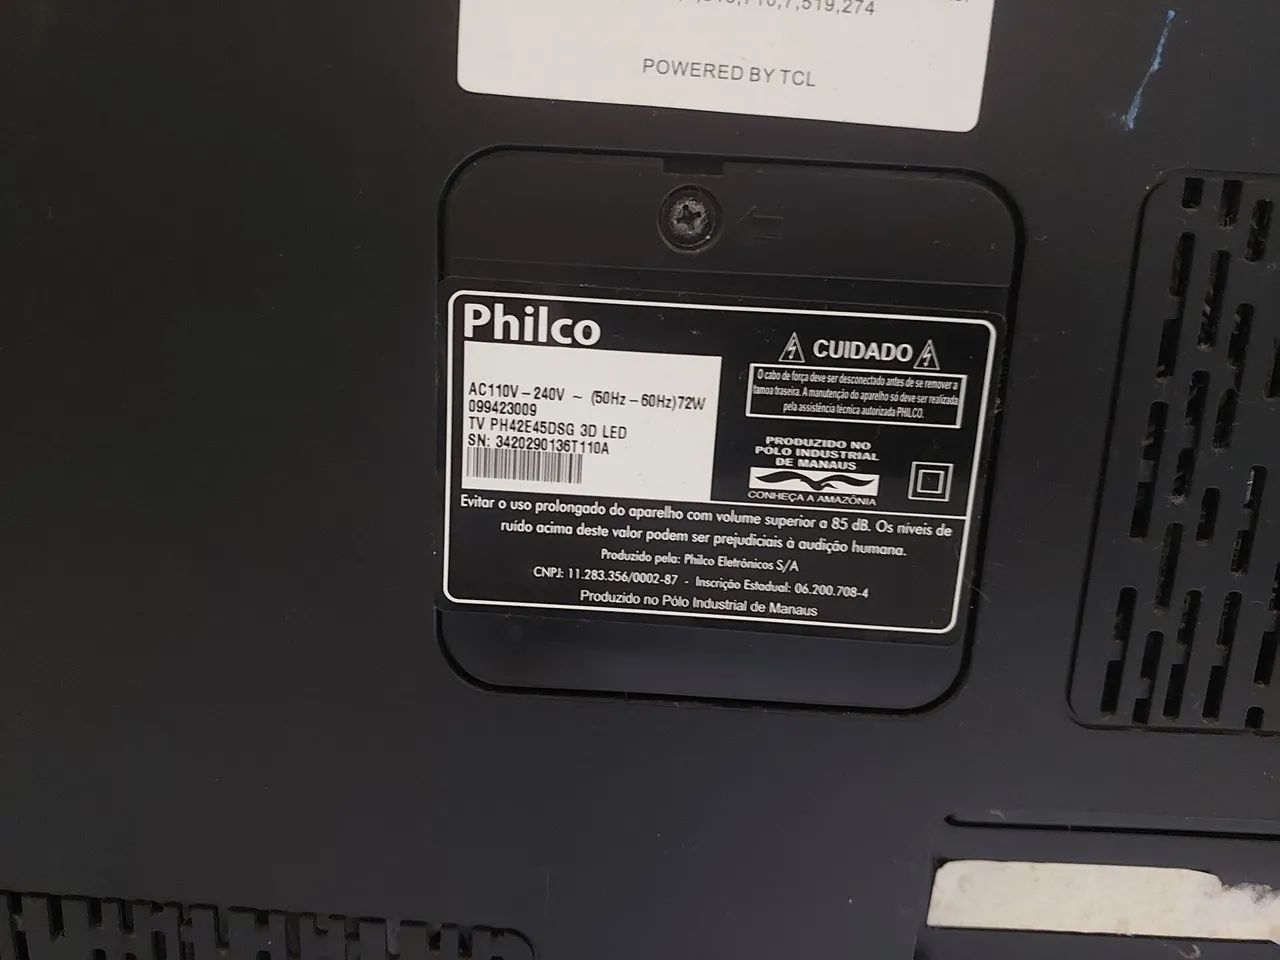 7,519,274
POWERED BY TCL
Philco
AC110V-240V ~ (50Hz-60Hz)72W
099423009
TV PH42E45DSG 3D LED
SN: 3420290136T110A
CUIDADO
O cabo de força deve ser desconectado antes de se remover a
tamoa traseira. A manutenção do aparelho só deve ser realizada
pela assistência técnica autorizada PHILCO.
PRODUZIDO NO
PÓLO INDUSTRIAL
DE MANAUS
CONHEÇA A AMAZÔNIA
Evitar o uso prolongado do aparelho com volume superior a 85 dB. Os níveis de
ruído acima deste valor podem ser prejudiciais à audição humana.
Produzido pela: Philco Eletrônicos S/A
CNPJ: 11.283.356/0002-87 - Inscrição Estadual: 06.200.708-4
Produzido no Pólo Industrial de Manaus